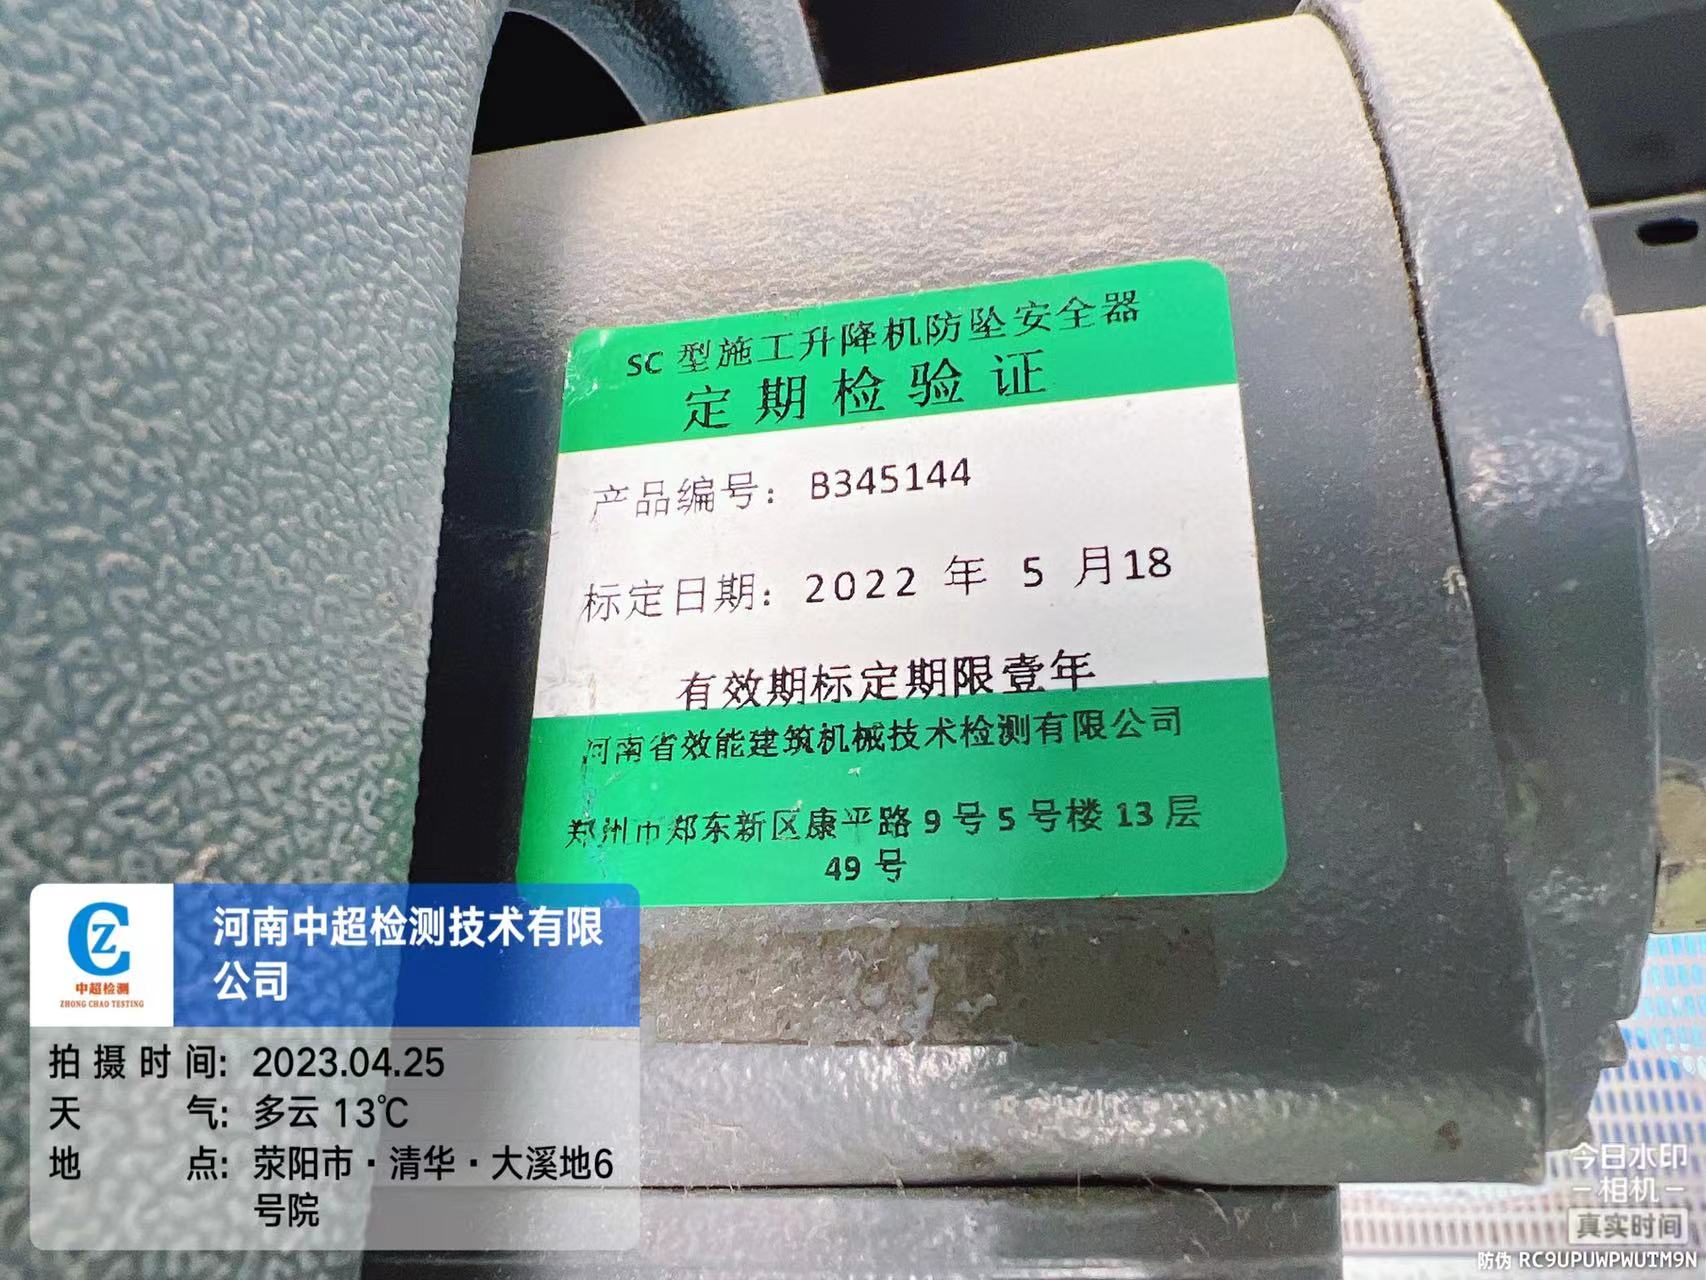 SC 型施工升降机防坠安全器
定期检验证
产品编号：B345144
标定日期：2022 年 5 月18
有效期标定期限壹年
河南省效能建筑机械技术检测有限公司
郑州市郑东新区康平路 9 号 5 号楼 13 层
49 号
CZ
中超检测
ZHONG CHAO TESTING
河南中超检测技术有限
公司
拍摄时间: 2023.04.25
天气: 多云 13℃
地点: 荥阳市·清华·大溪地6
号院
今日水印
相机
真实时间
防伪 RC9UPUWPWUTM9N